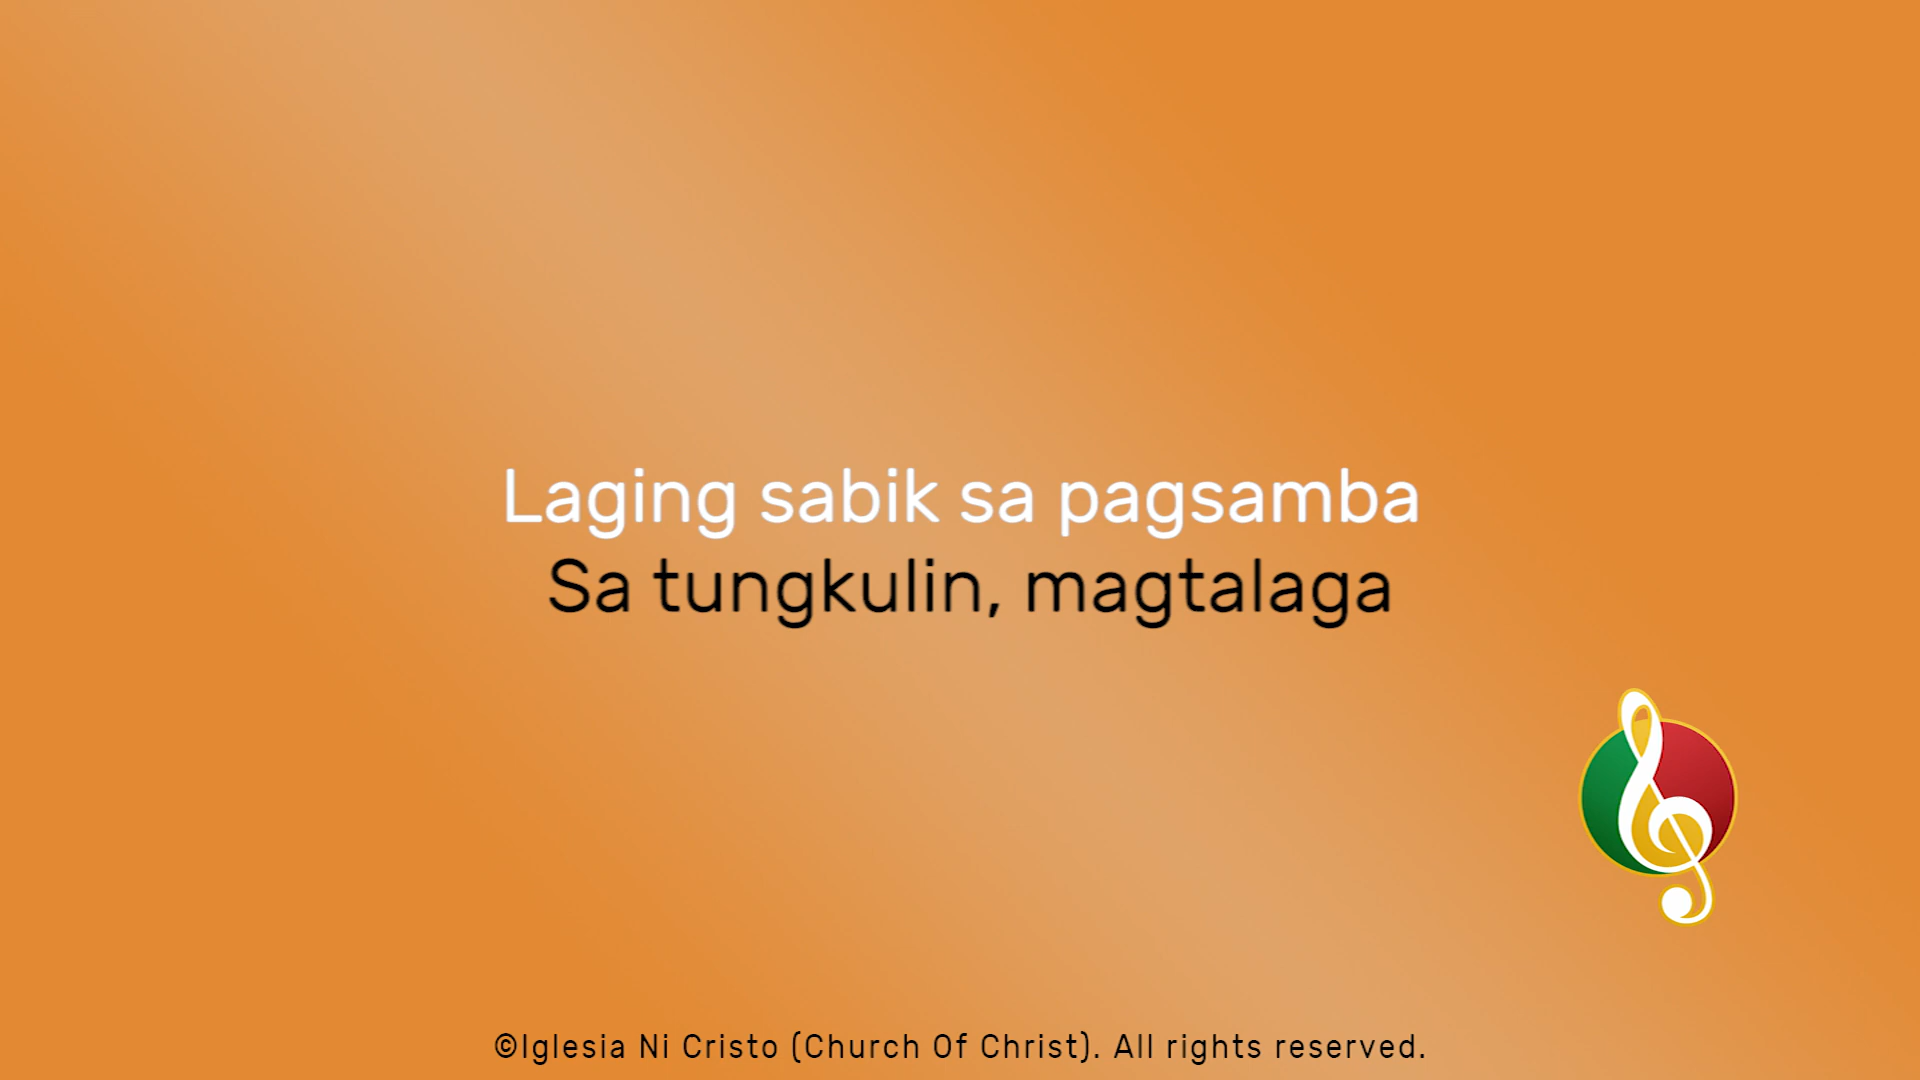 Laging sabik sa pagsamba
Sa tungkulin, magtalaga
©Iglesia Ni Cristo (Church Of Christ). All rights reserved.